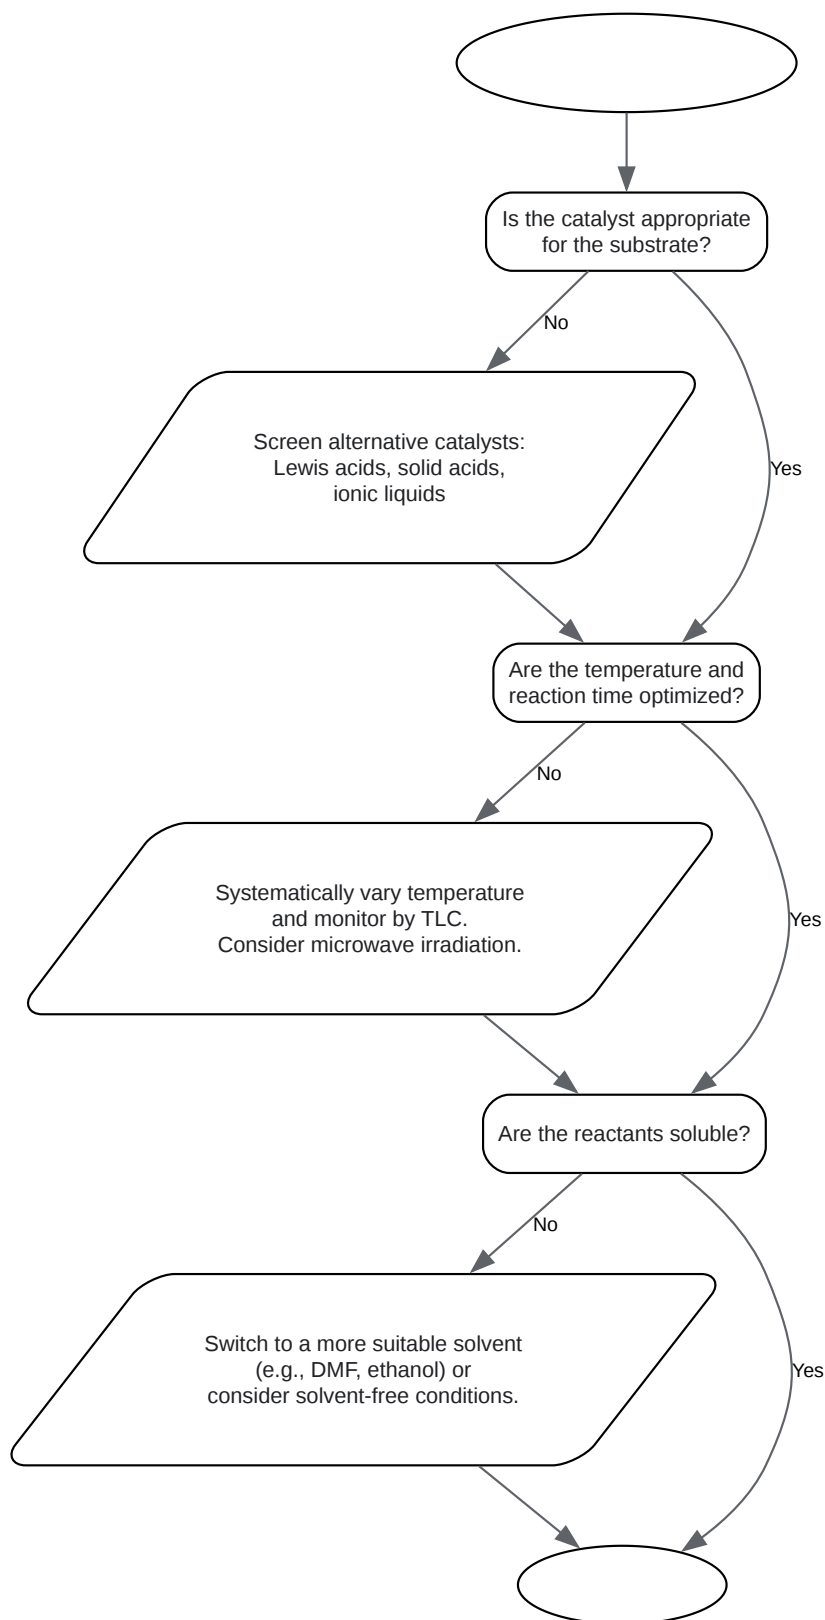 Is the catalyst appropriate
for the substrate?
No
Screen alternative catalysts:
Lewis acids, solid acids,
ionic liquids
Yes
Are the temperature and
reaction time optimized?
No
Systematically vary temperature
and monitor by TLC.
Consider microwave irradiation.
Yes
Are the reactants soluble?
No
Switch to a more suitable solvent
(e.g., DMF, ethanol) or
consider solvent-free conditions.
Yes